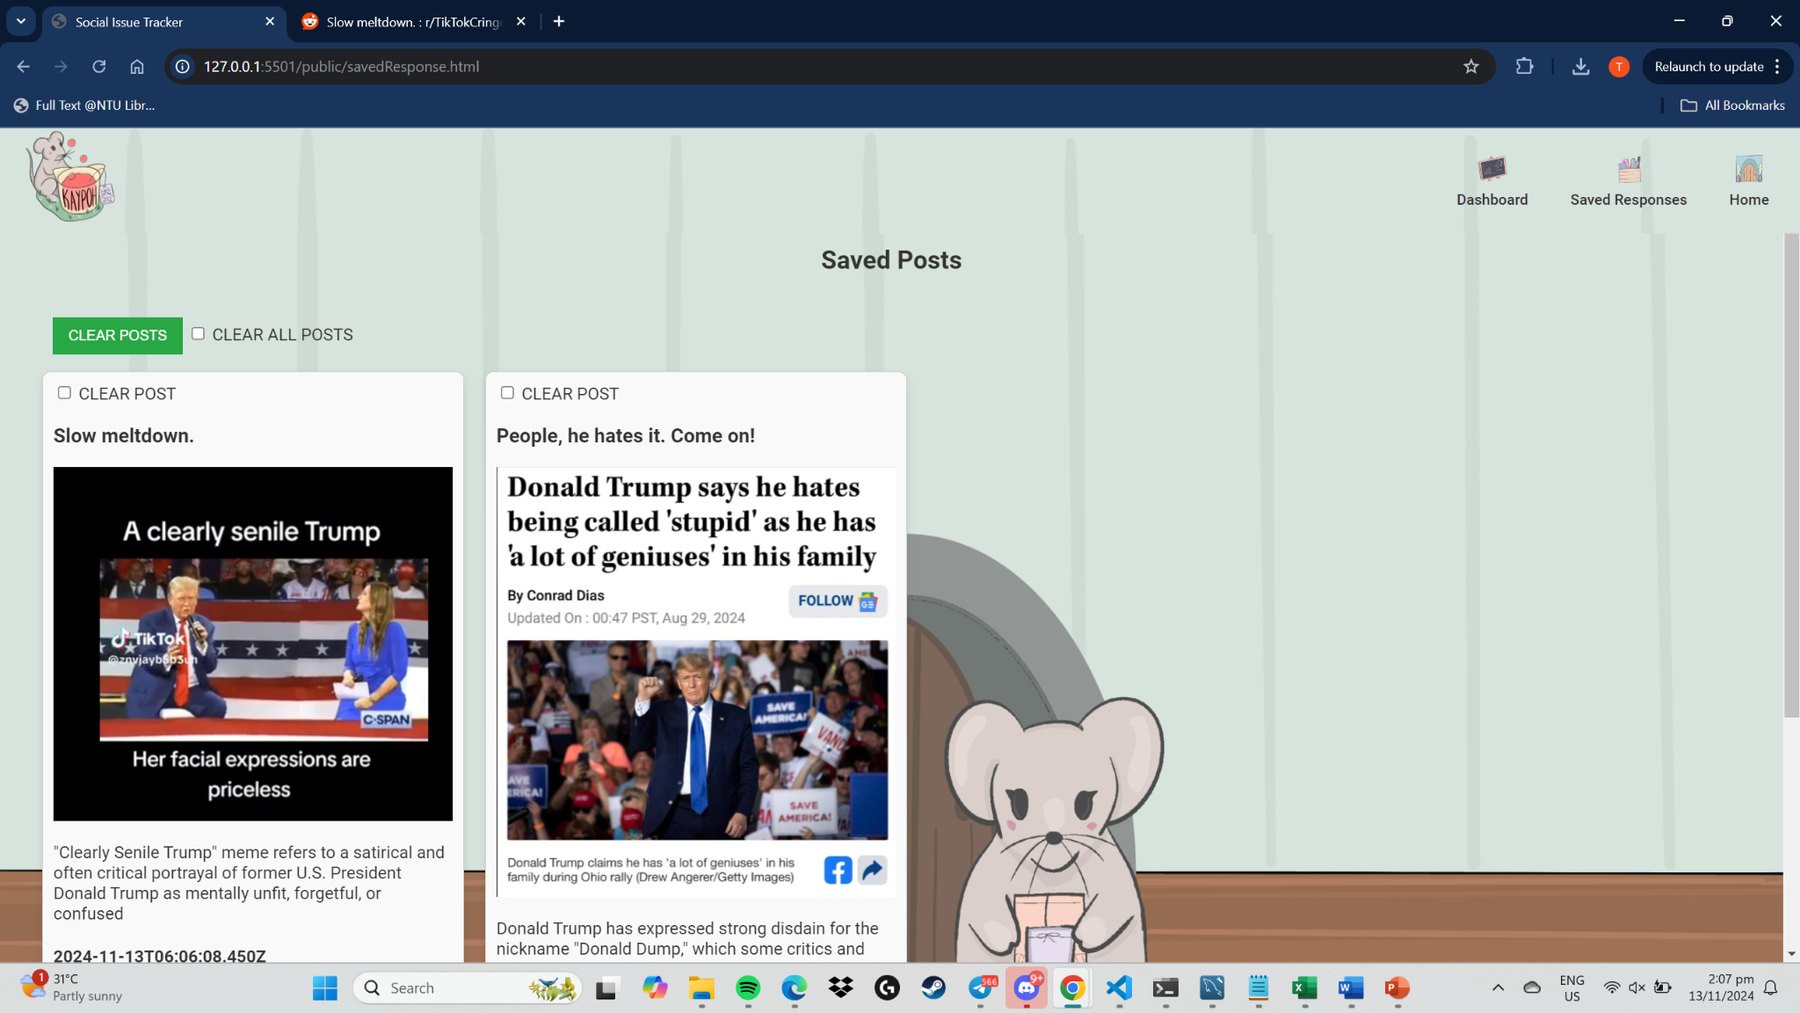 Social Issue Tracker
Slow meltdown. : r/TikTokCring
127.0.0.1:5501/public/savedResponse.html
T
Relaunch to update
Full Text @NTU Libr...
All Bookmarks
KAYPOH
Dashboard
Saved Responses
Home
Saved Posts
CLEAR POSTS
CLEAR ALL POSTS
CLEAR POST
Slow meltdown.
A clearly senile Trump
TikTok
C-SPAN
Her facial expressions are
priceless
"Clearly Senile Trump" meme refers to a satirical and
often critical portrayal of former U.S. President
Donald Trump as mentally unfit, forgetful, or
confused
2024-11-13T06:06:08.450Z
CLEAR POST
People, he hates it. Come on!
Donald Trump says he hates
being called 'stupid' as he has
'a lot of geniuses' in his family
By Conrad Dias
Updated On : 00:47 PST, Aug 29, 2024
FOLLOW
GE
SAVE
AMERICA!
VANC
SAVE
AMERICA!
Donald Trump claims he has 'a lot of geniuses' in his
family during Ohio rally (Drew Angerer/Getty Images)
Donald Trump has expressed strong disdain for the
nickname "Donald Dump," which some critics and
1
31°C
Partly sunny
Search
566
9+
ENG
US
2:07 pm
13/11/2024